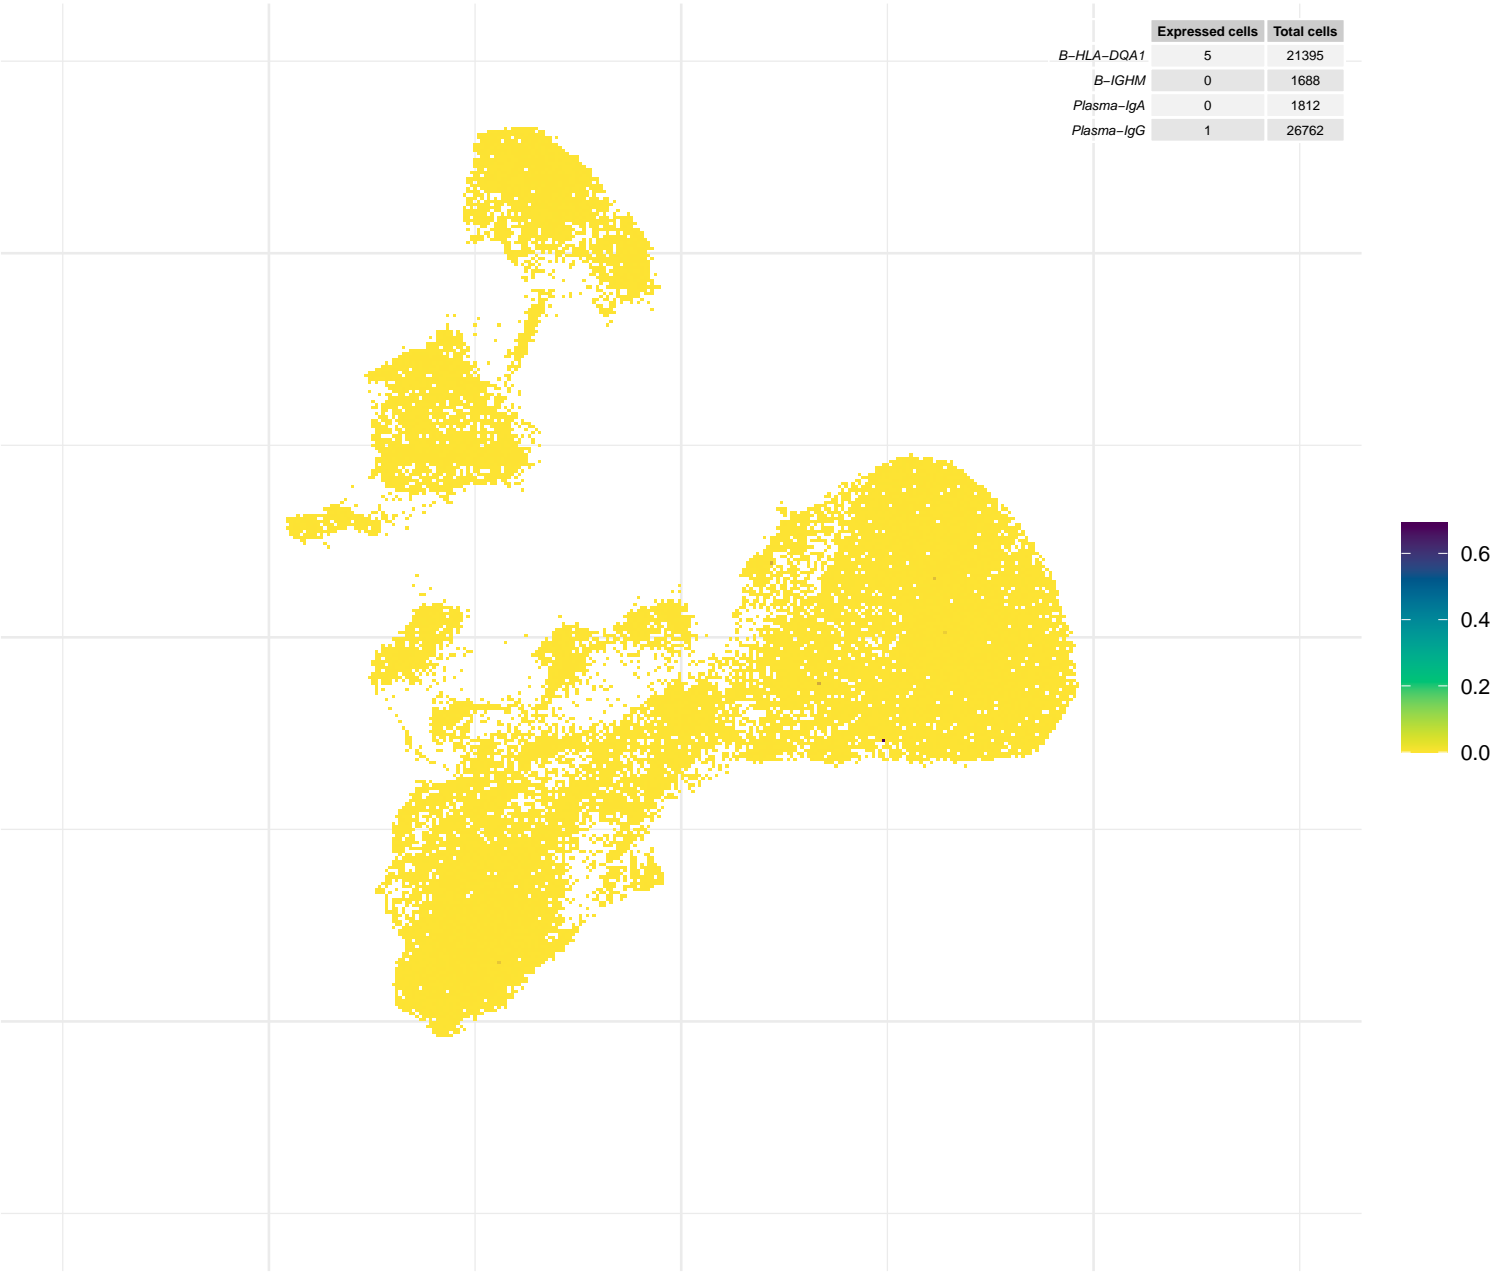 Expressed cells Total cells
B−HLA−DQA1 5 21395
B−IGHM 0 1688
Plasma−IgA 0 1812
Plasma−IgG 1 26762
0.6
0.4
0.2
0.0